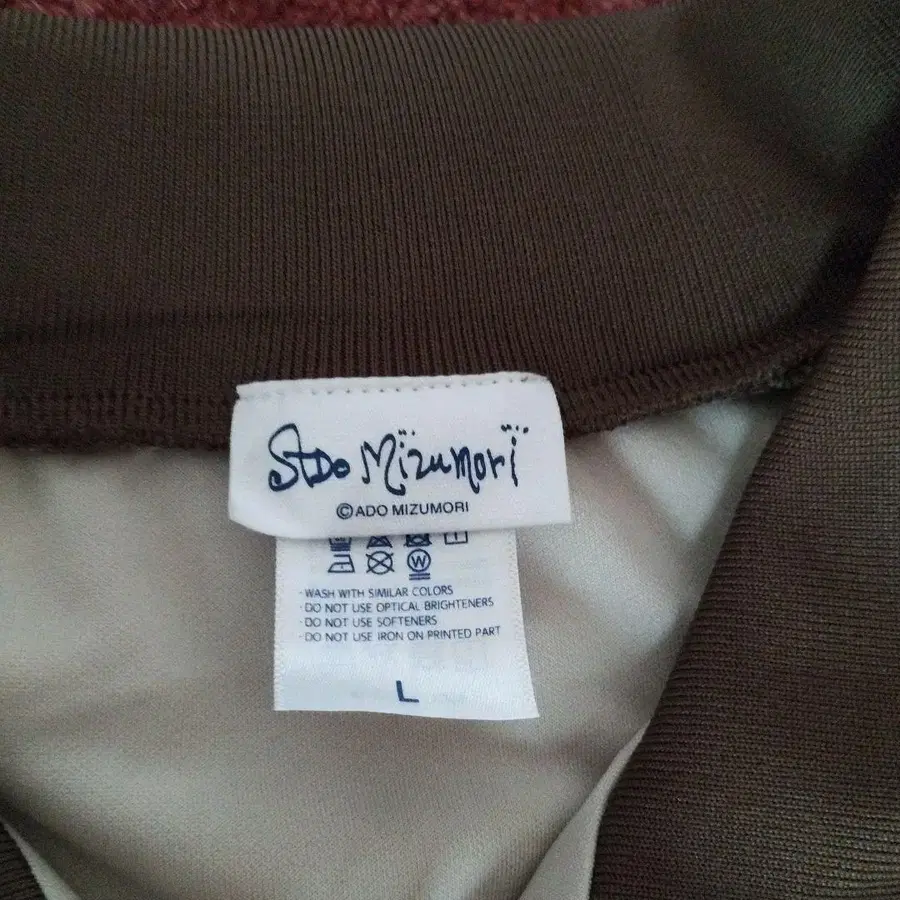 StDo Mizumori
©ADO MIZUMORI
W
· WASH WITH SIMILAR COLORS
· DO NOT USE OPTICAL BRIGHTENERS
· DO NOT USE SOFTENERS
· DO NOT USE IRON ON PRINTED PART
L